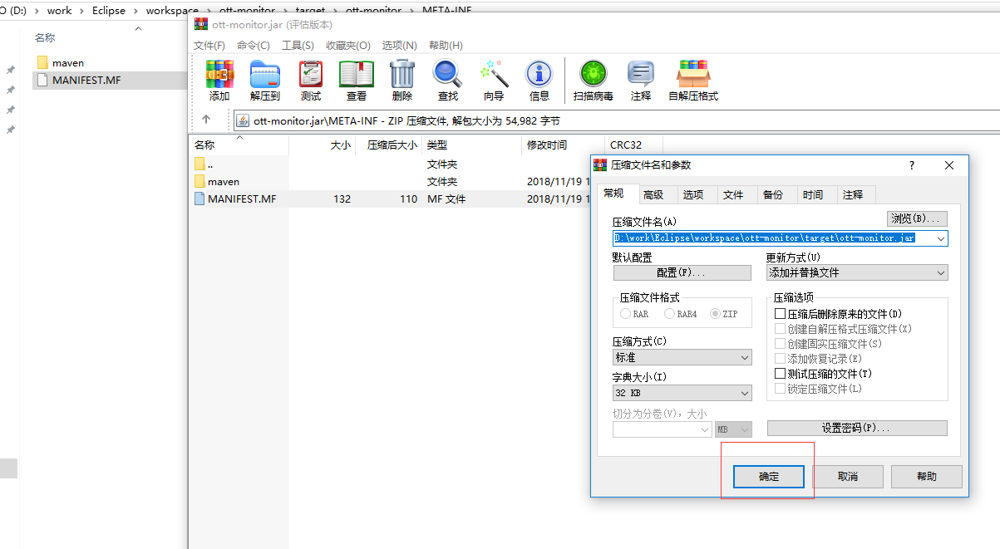 O (D:) › work › Eclipse › workspace › ott-monitor › target › ott-monitor › META-INF
名称
maven
MANIFEST.MF
ott-monitor.jar (评估版本)
文件(F) 命令(C) 工具(S) 收藏夹(O) 选项(N) 帮助(H)
添加 解压到 测试 查看 删除 查找 向导 信息 扫描病毒 注释 自解压格式
ott-monitor.jar\META-INF - ZIP 压缩文件, 解包大小为 54,982 字节
名称 大小 压缩后大小 类型 修改时间 CRC32
.. 文件夹
maven 文件夹 2018/11/19 1
MANIFEST.MF 132 110 MF 文件 2018/11/19 1
压缩文件名和参数 ?
常规 高级 选项 文件 备份 时间 注释
压缩文件名(A) 浏览(B)...
D:\work\Eclipse\workspace\ott-monitor\target\ott-monitor.jar
默认配置 更新方式(U)
配置(F)... 添加并替换文件
压缩文件格式 压缩选项
RAR RAR4 ZIP 压缩后删除原来的文件(D)
创建自解压格式压缩文件(X)
压缩方式(C) 创建固实压缩文件(S)
标准 添加恢复记录(E)
字典大小(I) 测试压缩的文件(T)
32 KB 锁定压缩文件(L)
切分为分卷(V), 大小
MB 设置密码(P)...
确定 取消 帮助